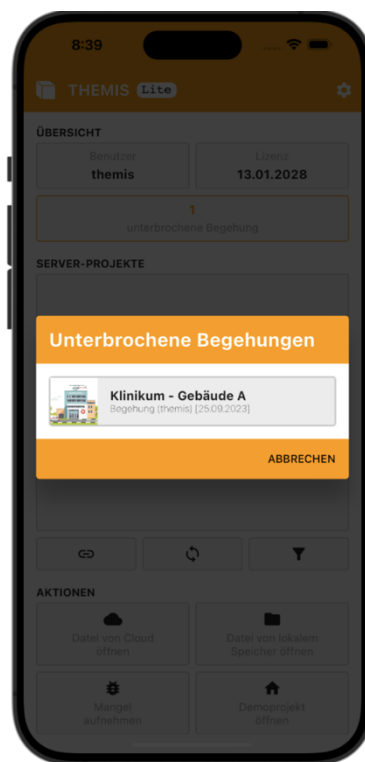 8:39
THEMIS Lite
ÜBERSICHT
Benutzer
themis
Lizenz
13.01.2028
1
unterbrochene Begehung
SERVER-PROJEKTE
Unterbrochene Begehungen
Klinikum - Gebäude A
Begehung (themis) [25.09.2023]
ABBRECHEN
AKTIONEN
Datei von Cloud
öffnen
Datei von lokalem
Speicher öffnen
Mangel
aufnehmen
Demoprojekt
öffnen